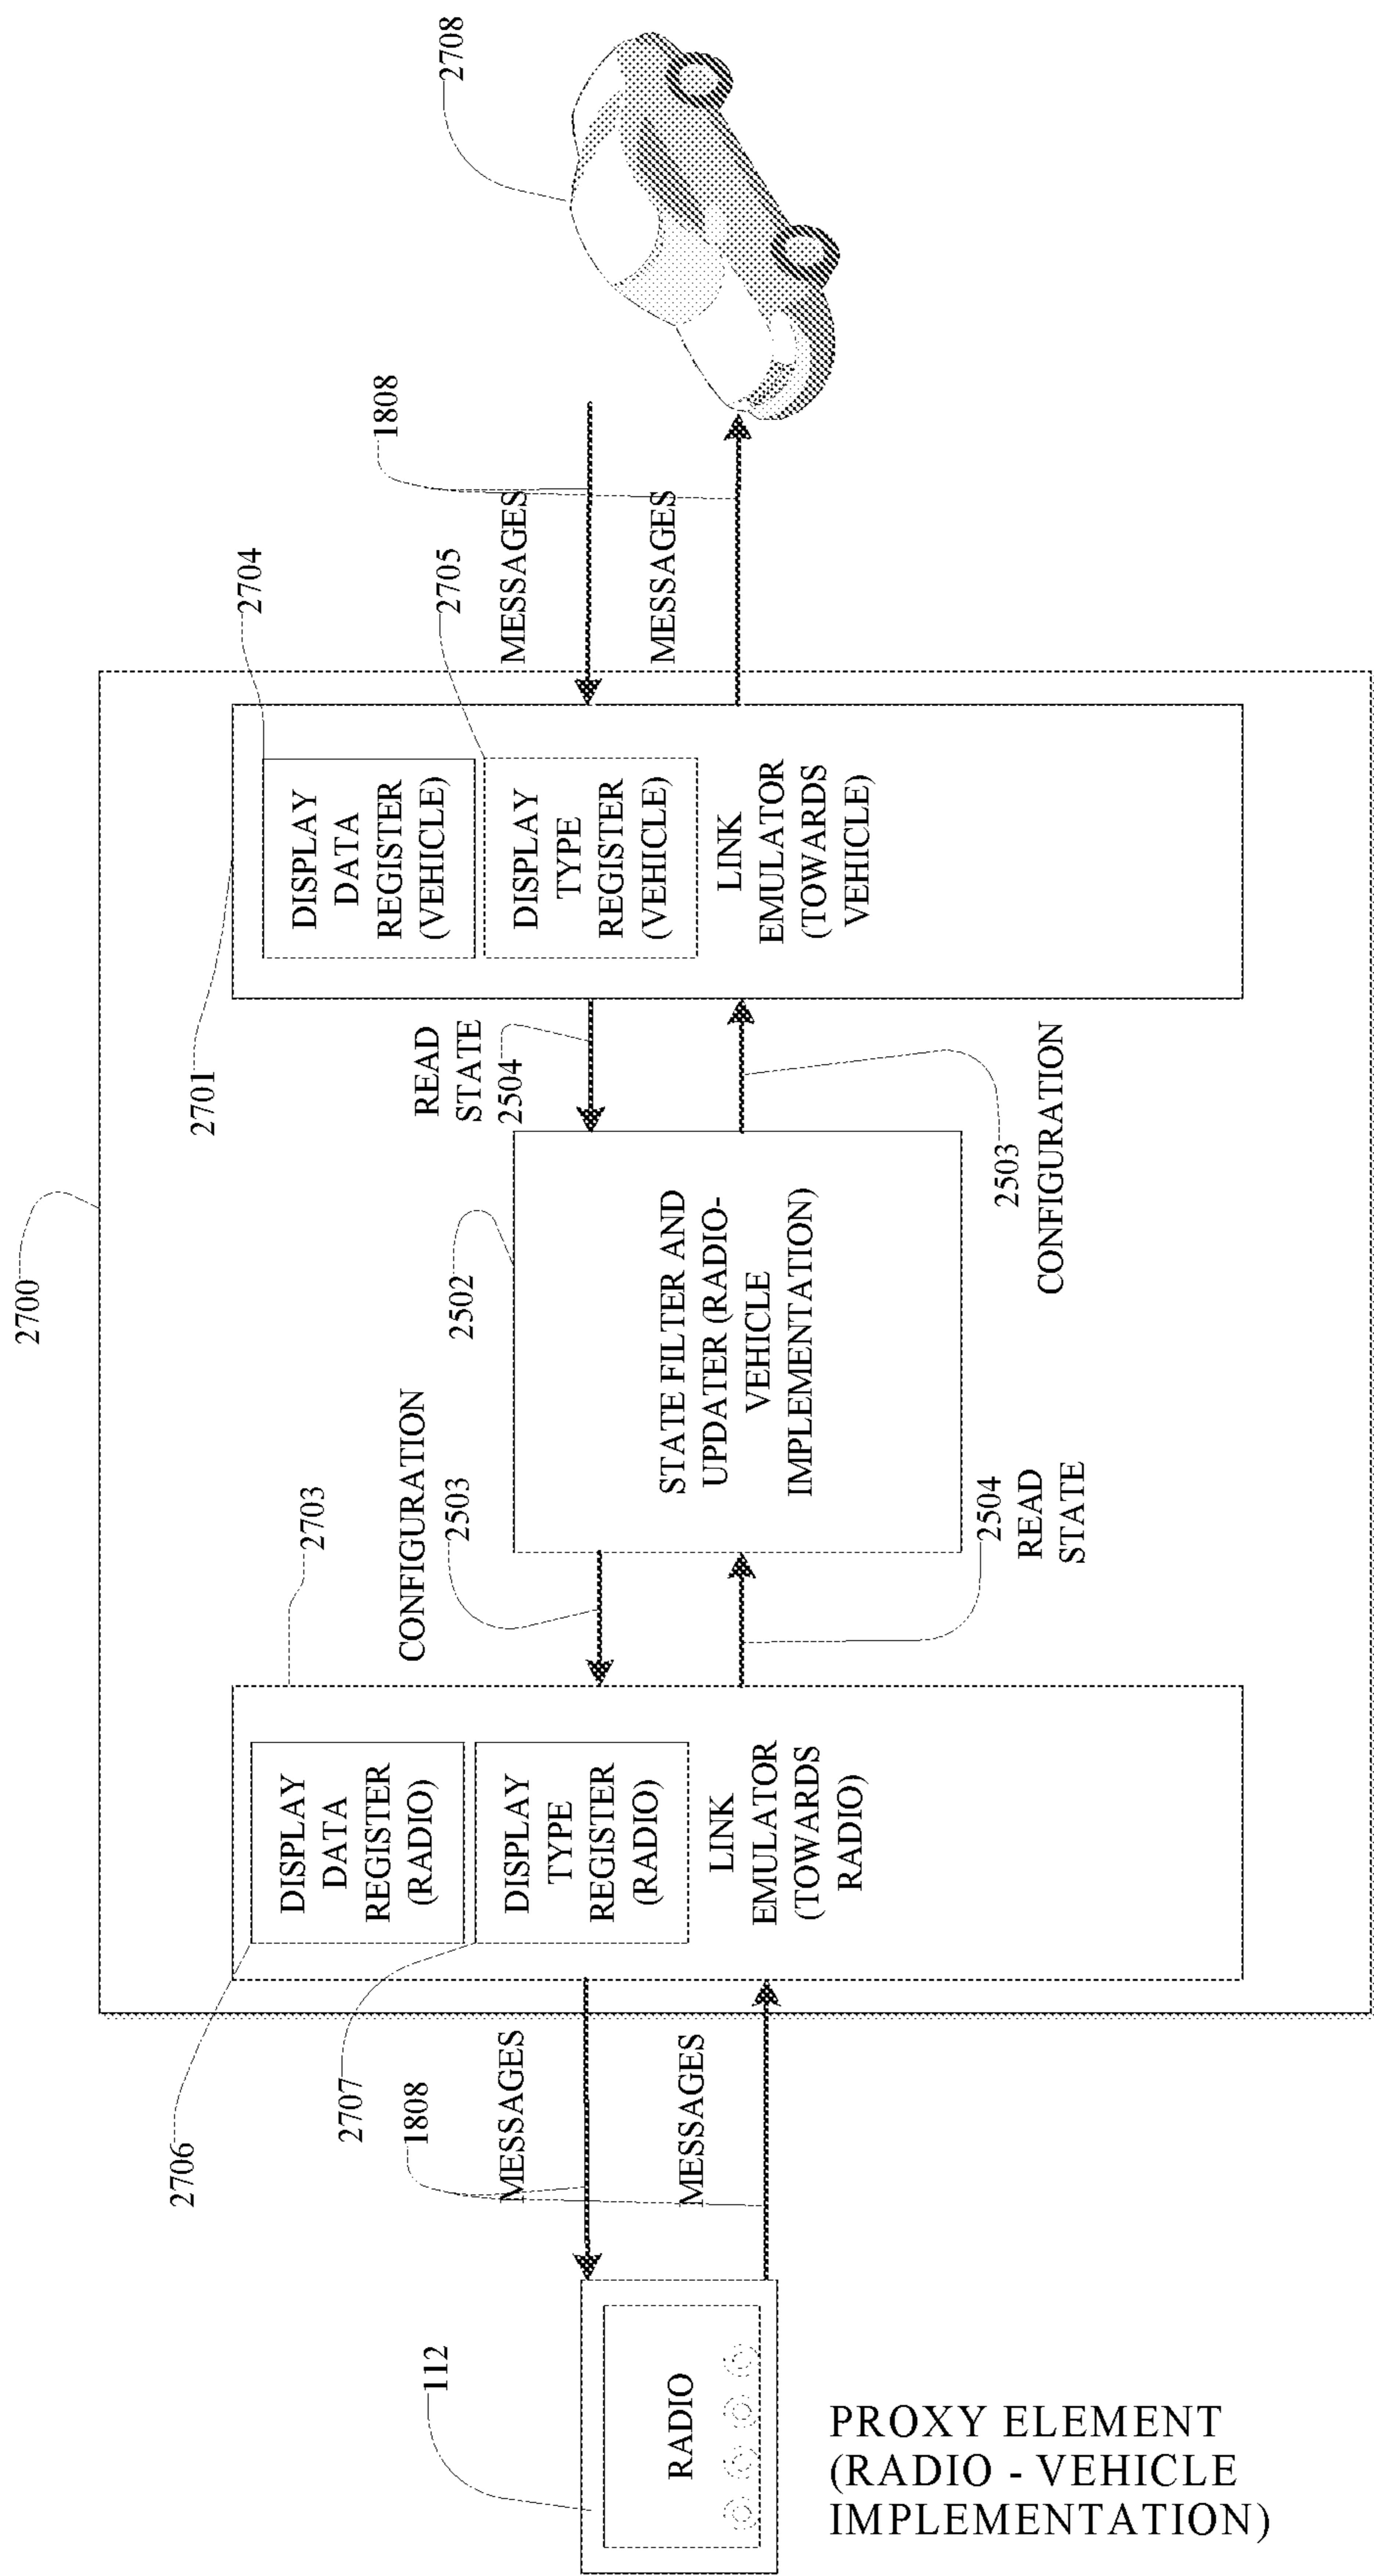 2700
2701
2704
2705
1808
2708
MESSAGES
MESSAGES
DISPLAY
DATA
REGISTER
(VEHICLE)
DISPLAY
TYPE
REGISTER
(VEHICLE)
LINK
EMULATOR
(TOWARDS
VEHICLE)
READ
STATE
2504
2503
CONFIGURATION
2502
STATE FILTER AND
UPDATER (RADIO-
VEHICLE
IMPLEMENTATION)
CONFIGURATION
2503
2504
READ
STATE
2703
DISPLAY
DATA
REGISTER
(RADIO)
DISPLAY
TYPE
REGISTER
(RADIO)
LINK
EMULATOR
(TOWARDS
RADIO)
2706
2707
1808
MESSAGES
MESSAGES
112
RADIO
PROXY ELEMENT
(RADIO - VEHICLE
IMPLEMENTATION)